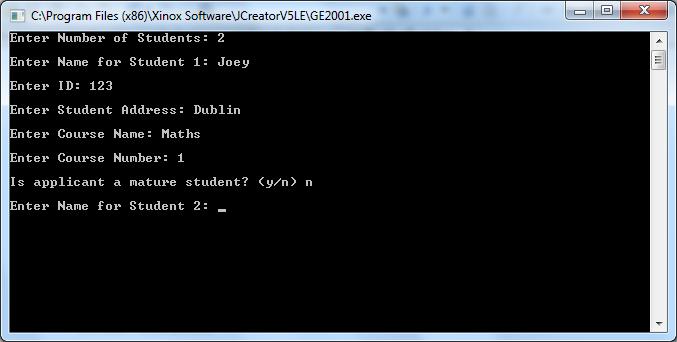 C:\Program Files (x86)\Xinox Software\JCreatorV5LE\GE2001.exe
Enter Number of Students: 2
Enter Name for Student 1: Joey
Enter ID: 123
Enter Student Address: Dublin
Enter Course Name: Maths
Enter Course Number: 1
Is applicant a mature student? (y/n) n
Enter Name for Student 2: _